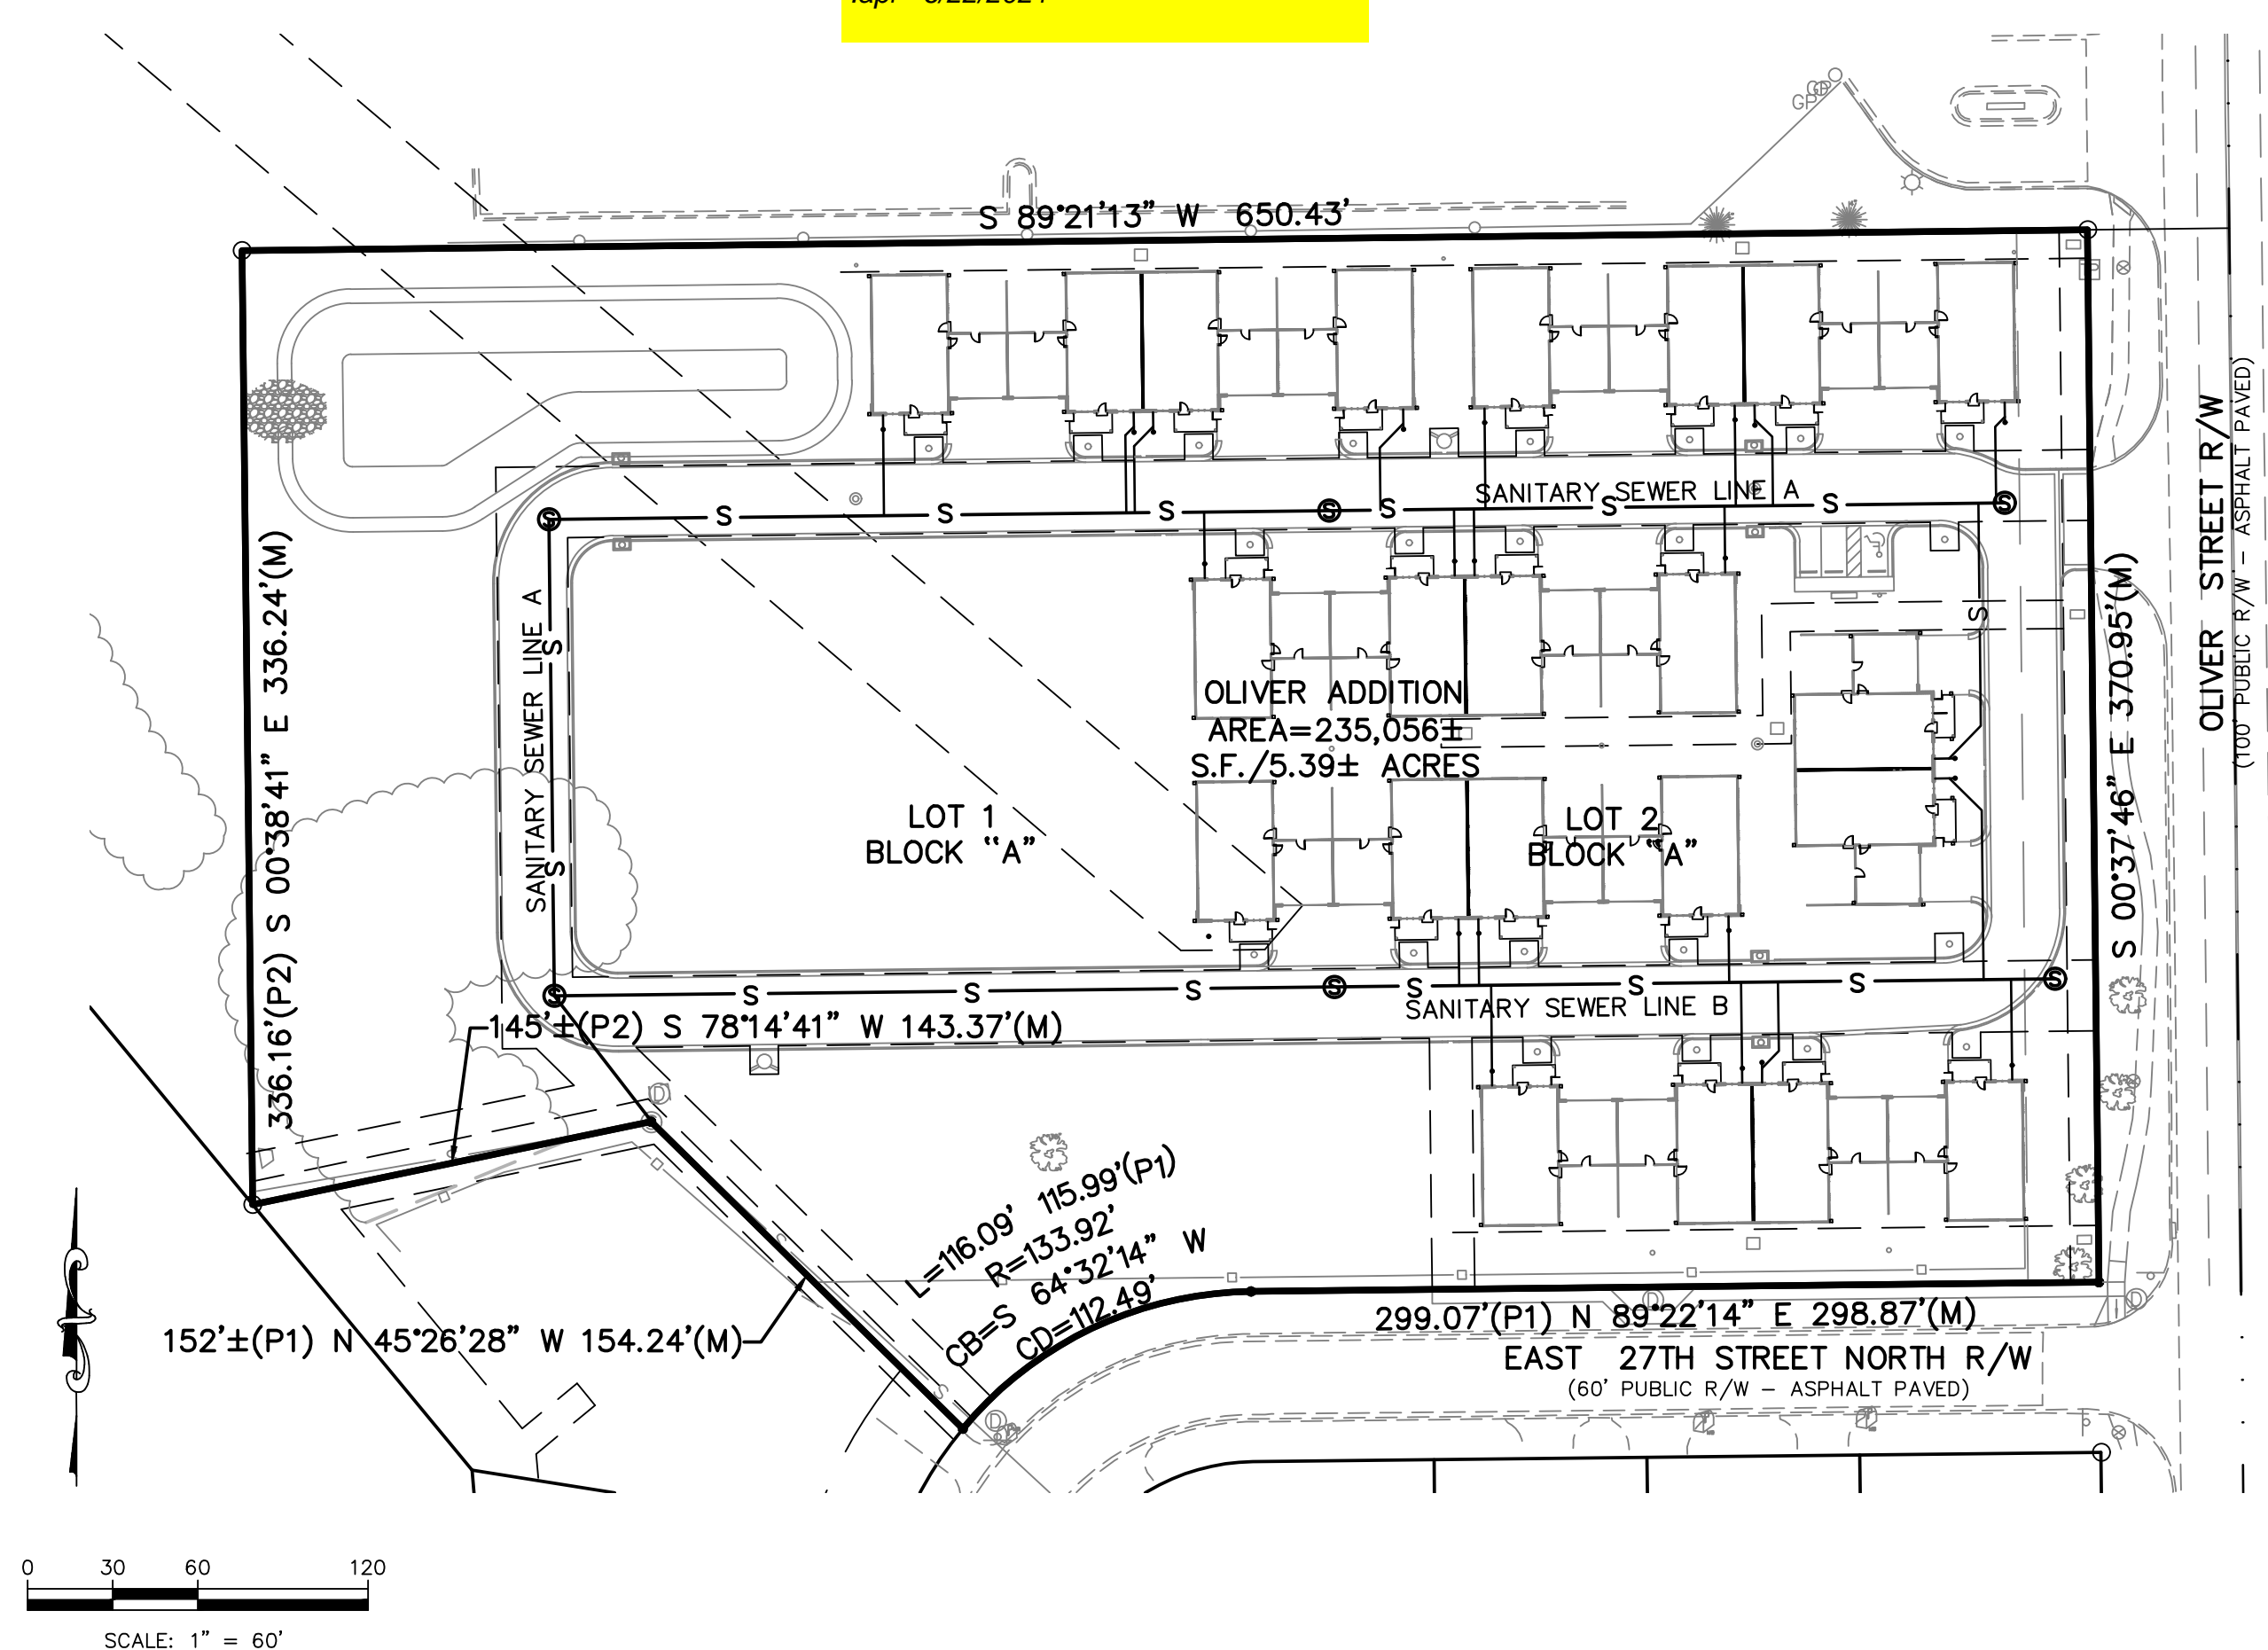 S 89°21'13" W 650.43'
SANITARY SEWER LINE A
SANITARY SEWER LINE A
336.16'(P2) S 00°38'41" E 336.24'(M)
OLIVER ADDITION
AREA=235,056±
S.F./5.39± ACRES
LOT 1
BLOCK "A"
LOT 2
BLOCK "A"
S 00°37'46" E 370.95'(M)
OLIVER STREET R/W
(100' PUBLIC R/W - ASPHALT PAVED)
SANITARY SEWER LINE B
145'±(P2) S 78°14'41" W 143.37'(M)
L=116.09' 115.99'(P1)
R=133.92'
CB=S 64°32'14" W
CD=112.49'
152'±(P1) N 45°26'28" W 154.24'(M)
299.07'(P1) N 89°22'14" E 298.87'(M)
EAST 27TH STREET NORTH R/W
(60' PUBLIC R/W - ASPHALT PAVED)
0 30 60 120
SCALE: 1" = 60'